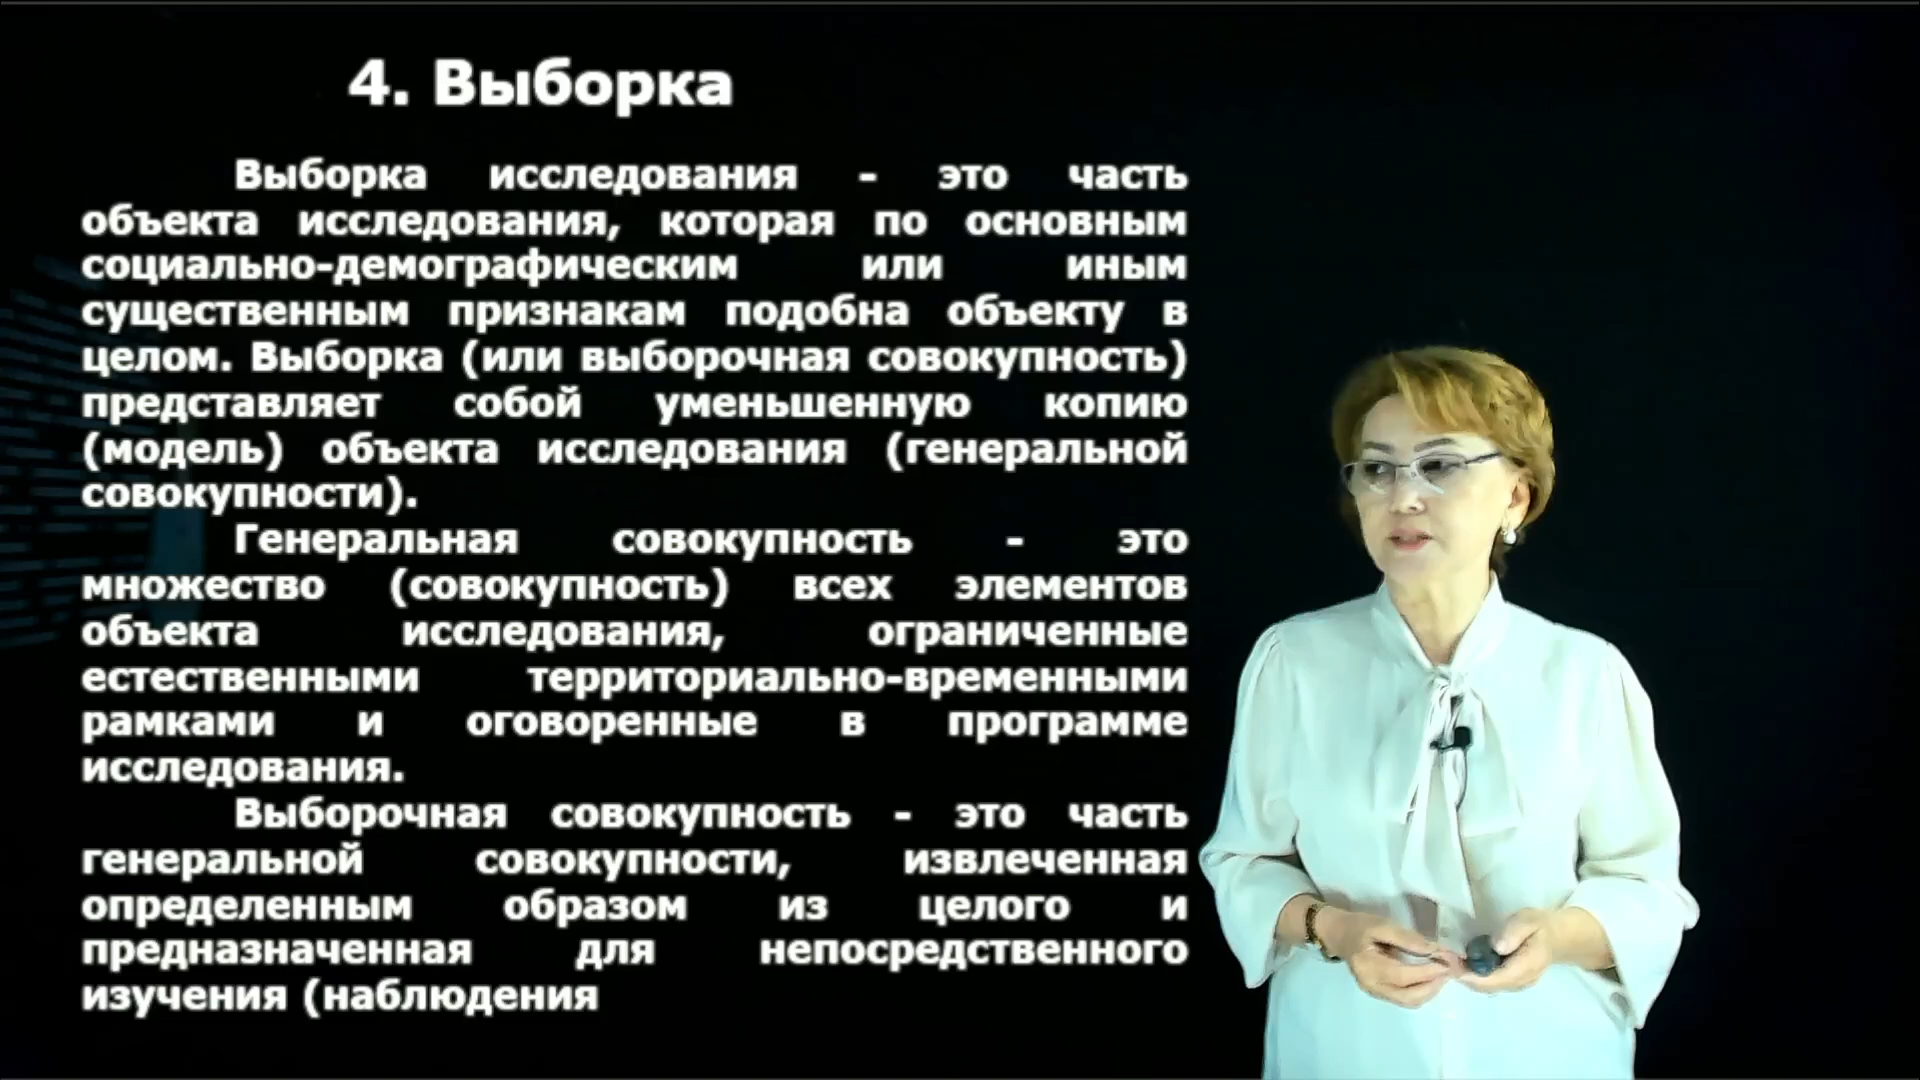 4. Выборка
Выборка исследования - это часть
объекта исследования, которая по основным
социально-демографическим или иным
существенным признакам подобна объекту в
целом. Выборка (или выборочная совокупность)
представляет собой уменьшенную копию
(модель) объекта исследования (генеральной
совокупности).
Генеральная совокупность - это
множество (совокупность) всех элементов
объекта исследования, ограниченные
естественными территориально-временными
рамками и оговоренные в программе
исследования.
Выборочная совокупность - это часть
генеральной совокупности, извлеченная
определенным образом из целого и
предназначенная для непосредственного
изучения (наблюдения